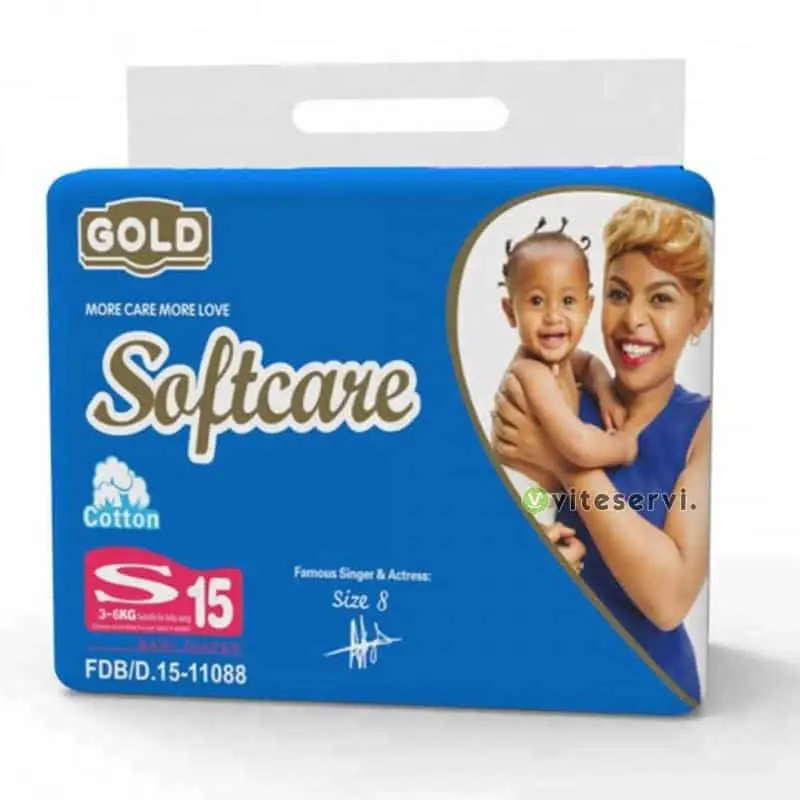 GOLD
MORE CARE MORE LOVE
Softcare
Cotton
S 15
3-6KG
Famous Singer & Actress:
Size 8
FDB/D.15-11088
viteservi.